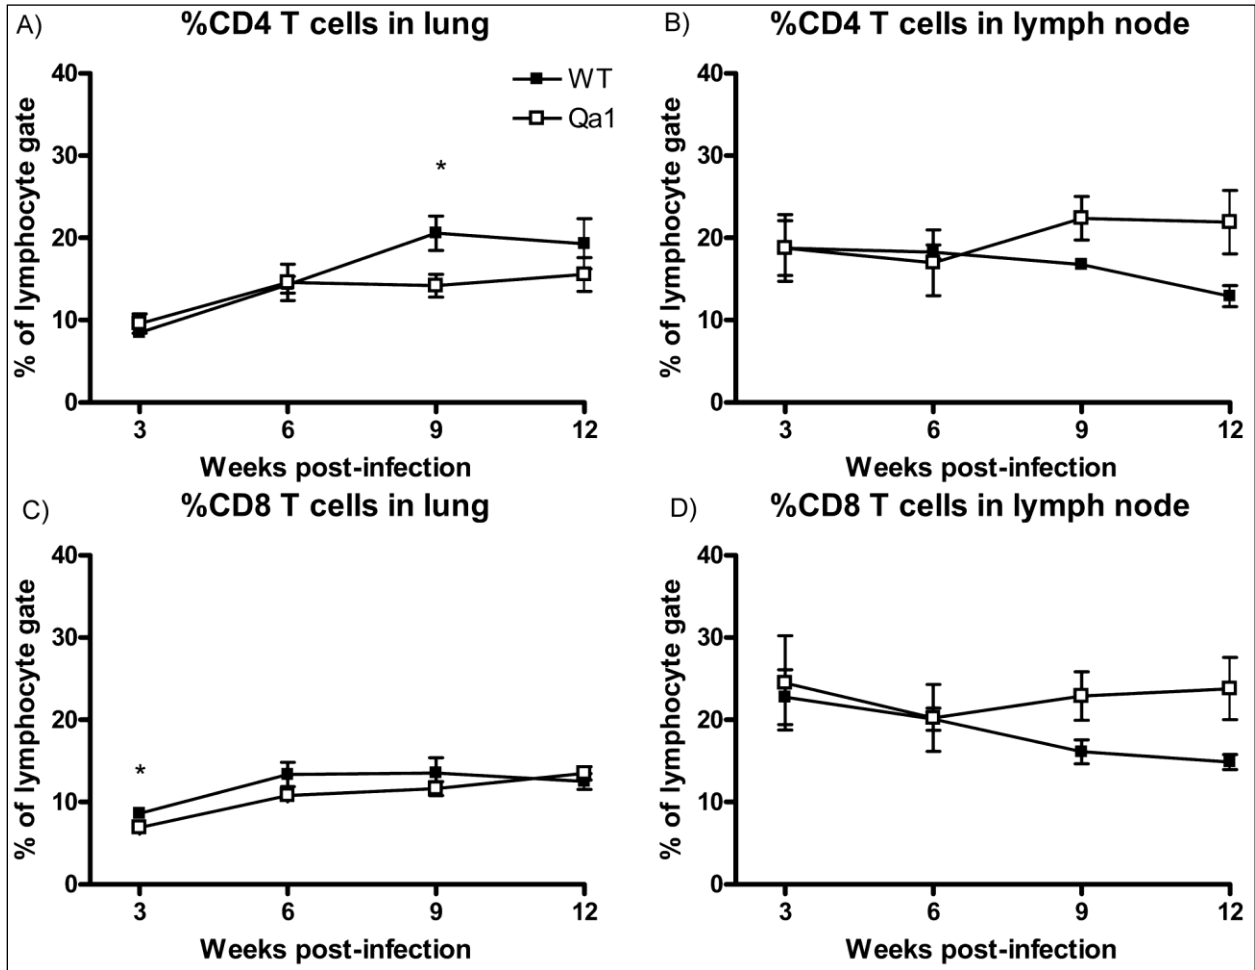 A) %CD4 T cells in lung
% of lymphocyte gate
40
30
20
10
0
WT
Qa1
*
3 6 9 12
Weeks post-infection
B) %CD4 T cells in lymph node
% of lymphocyte gate
40
30
20
10
0
3 6 9 12
Weeks post-infection
C) %CD8 T cells in lung
% of lymphocyte gate
40
30
20
10
0
*
3 6 9 12
Weeks post-infection
D) %CD8 T cells in lymph node
% of lymphocyte gate
40
30
20
10
0
3 6 9 12
Weeks post-infection